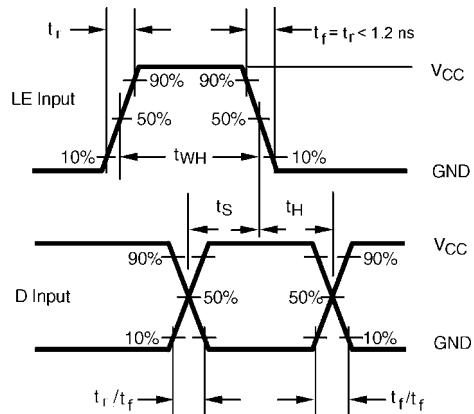 tr
tf = tr < 1.2 ns
90% 90%
VCC
LE Input
50% 50%
10% tWH 10%
GND
tS tH
VCC
90% 90%
D Input
50% 50%
10% 10%
GND
tr/tf tf/tf